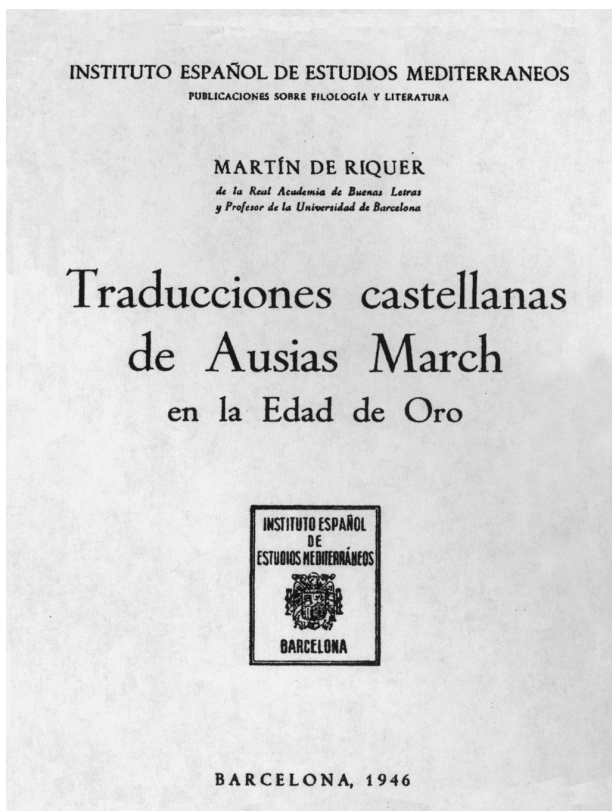 INSTITUTO ESPAÑOL DE ESTUDIOS MEDITERRANEOS
PUBLICACIONES SOBRE FILOLOGÍA Y LITERATURA
MARTÍN DE RIQUER
de la Real Academia de Buenas Letras
y Profesor de la Universidad de Barcelona
Traducciones castellanas
de Ausias March
en la Edad de Oro
INSTITUTO ESPAÑOL
DE
ESTUDIOS MEDITERRÁNEOS
BARCELONA
BARCELONA, 1946